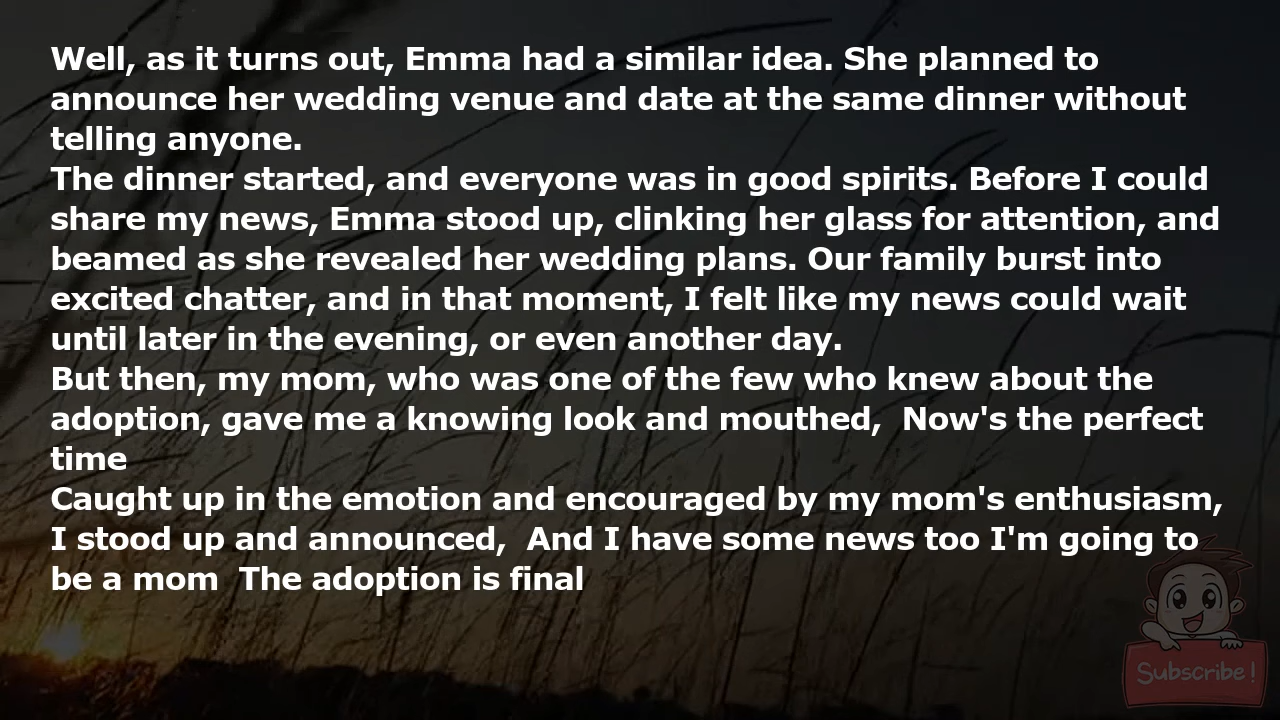 Well, as it turns out, Emma had a similar idea. She planned to
announce her wedding venue and date at the same dinner without
telling anyone.
The dinner started, and everyone was in good spirits. Before I could
share my news, Emma stood up, clinking her glass for attention, and
beamed as she revealed her wedding plans. Our family burst into
excited chatter, and in that moment, I felt like my news could wait
until later in the evening, or even another day.
But then, my mom, who was one of the few who knew about the
adoption, gave me a knowing look and mouthed,  Now's the perfect
time
Caught up in the emotion and encouraged by my mom's enthusiasm,
I stood up and announced,  And I have some news too I'm going to
be a mom  The adoption is final
Subscribe!